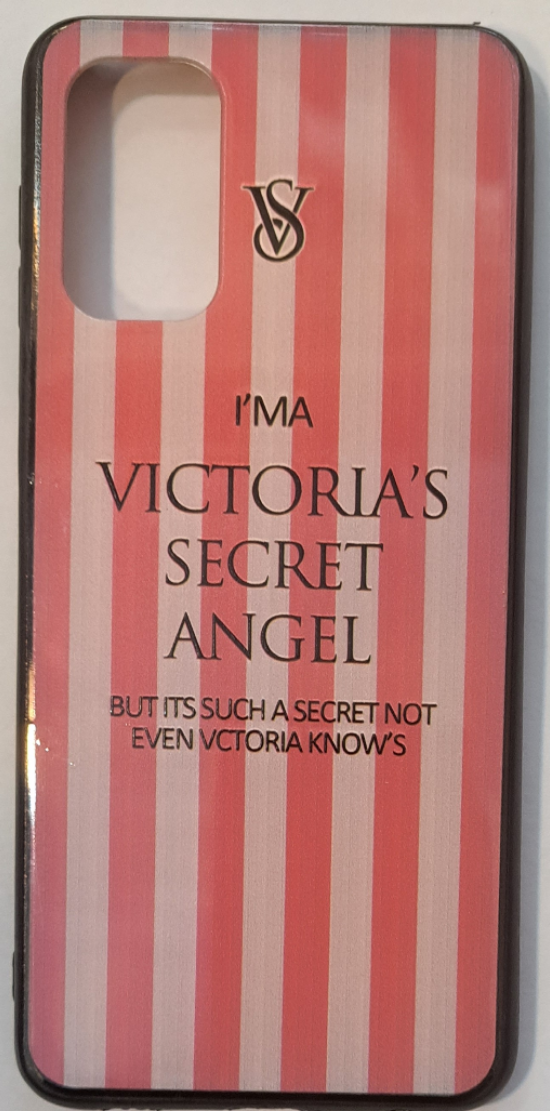 VS
I'MA
VICTORIA'S
SECRET
ANGEL
BUT ITS SUCH A SECRET NOT
EVEN VCTORIA KNOW'S